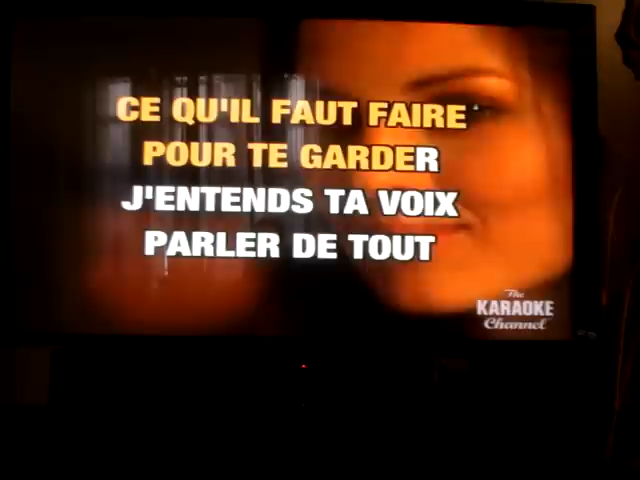 CE QU'IL FAUT FAIRE
POUR TE GARDER
J'ENTENDS TA VOIX
PARLER DE TOUT
The
KARAOKE
Channel